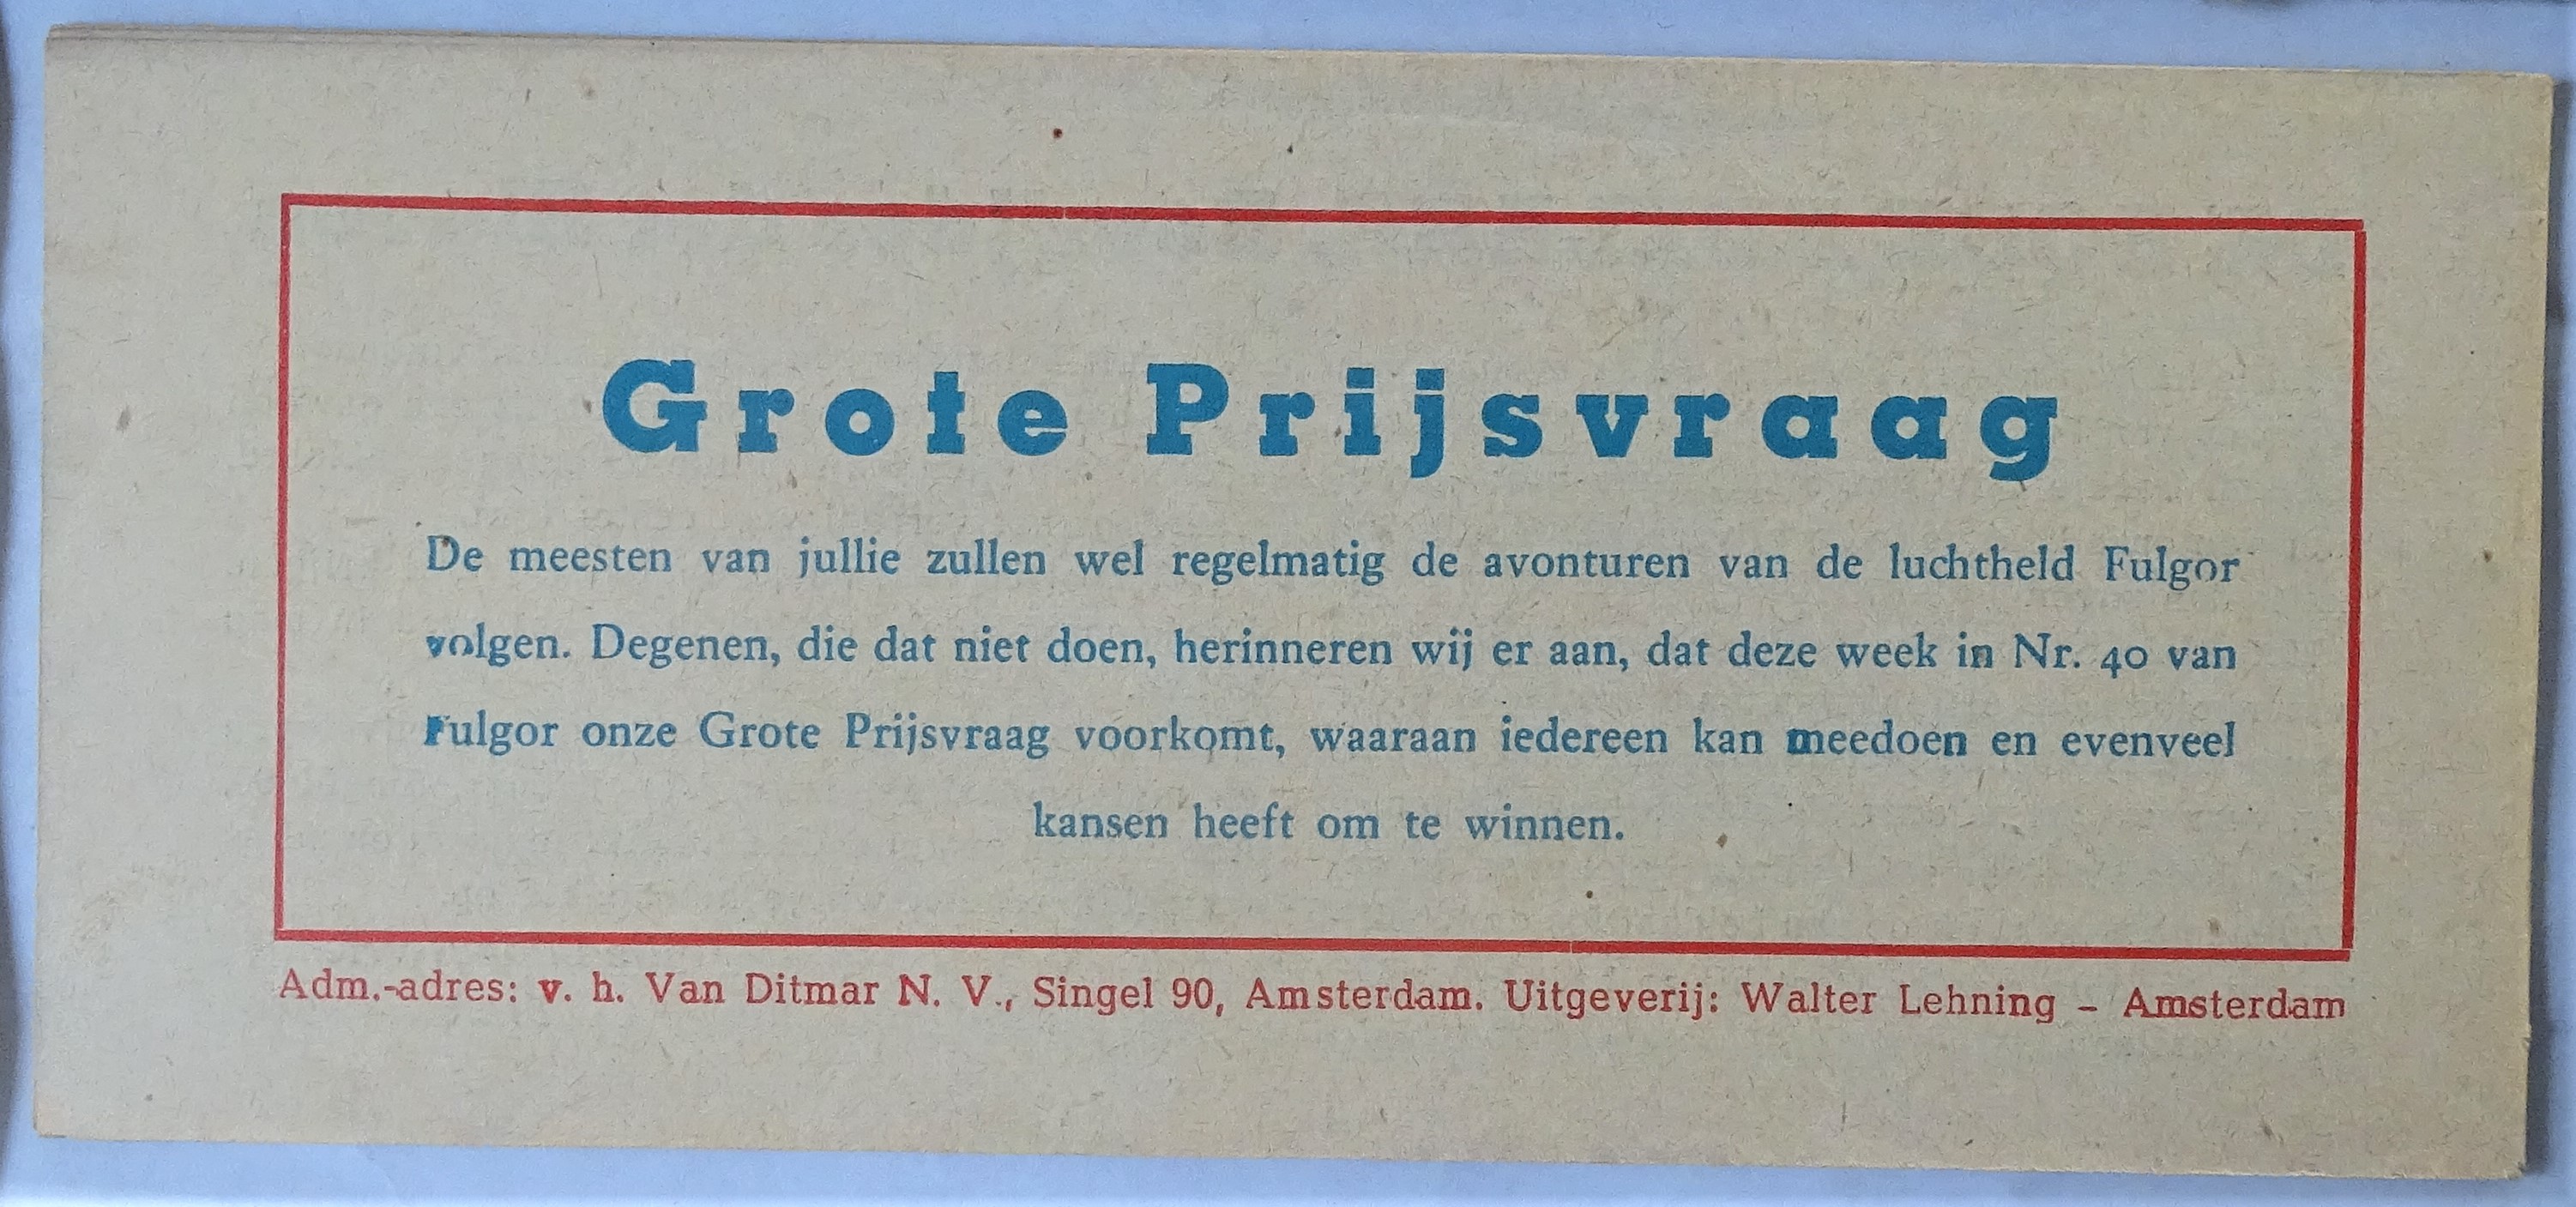 Grote Prijsvraag
De meesten van jullie zullen wel regelmatig de avonturen van de luchtheld Fulgor
volgen. Degenen, die dat niet doen, herinneren wij er aan, dat deze week in Nr. 40 van
Fulgor onze Grote Prijsvraag voorkomt, waaraan iedereen kan meedoen en evenveel
kansen heeft om te winnen.
Adm.-adres: v. h. Van Ditmar N. V., Singel 90, Amsterdam. Uitgeverij: Walter Lehning - Amsterdam